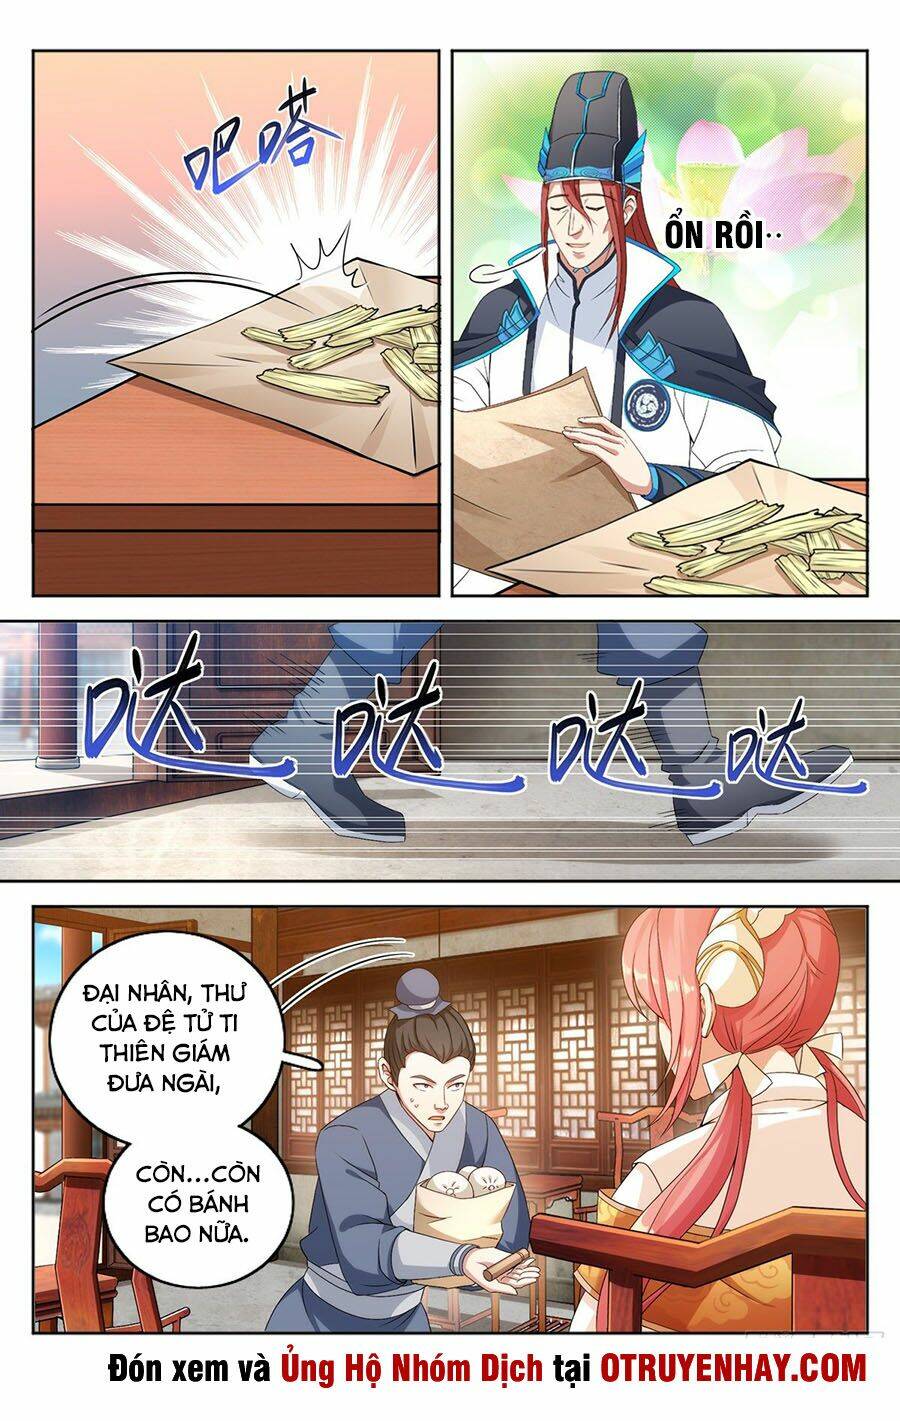 吧嗒
ỔN RỒI..
哒 哒 哒 哒
ĐẠI NHÂN, THƯ
CỦA ĐỆ TỬ TI
THIÊN GIÁM
ĐƯA NGÀI,
CÒN...CÒN
CÓ BÁNH
BAO NỮA.
Đón xem và Ủng Hộ Nhóm Dịch tại OTRUYENHAY.COM